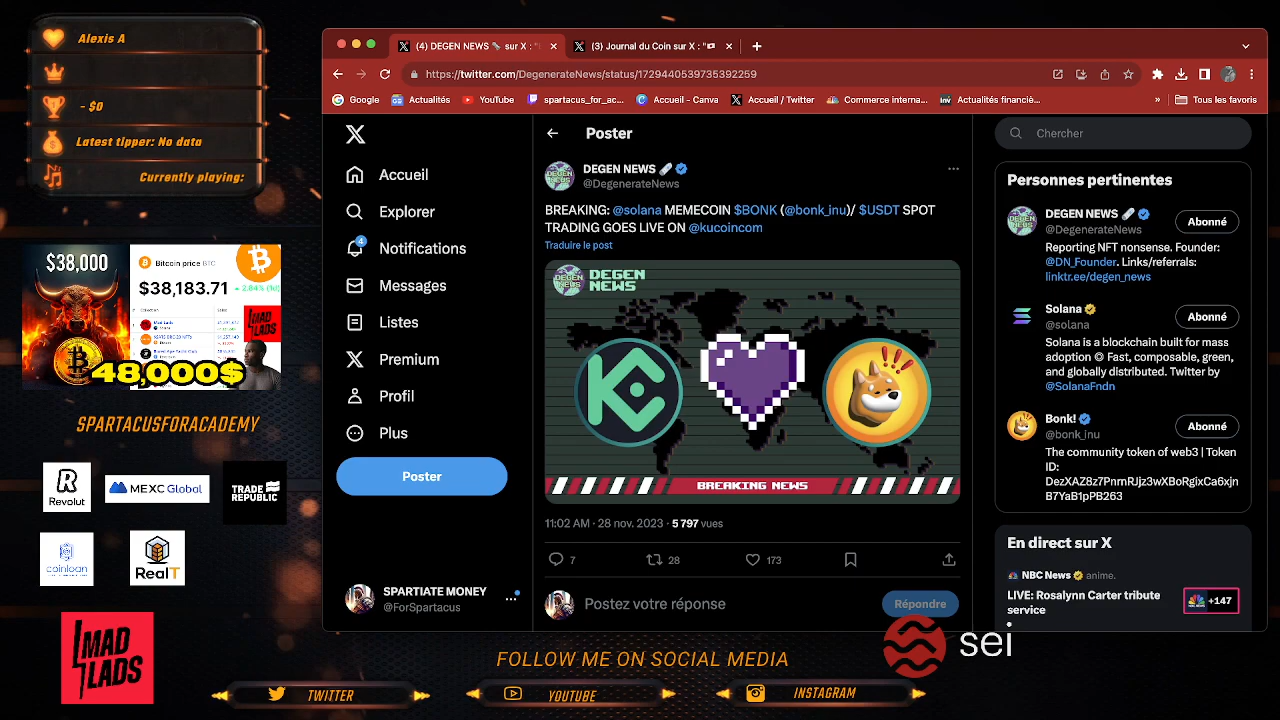 Alexis A
- $0
Latest tipper: No data
Currently playing:
$38,000
Bitcoin price BTC
$38,183.71
2.84% (1d)
MAD LADS
48,000$
SPARTACUSFORACADEMY
Revolut
MEXC Global
TRADE REPUBLIC
coinloan
RealT
MAD LADS
(4) DEGEN NEWS sur X : "
(3) Journal du Coin sur X : "
https://twitter.com/DegenerateNews/status/1729440539735392259
Google
Actualités
YouTube
spartacus_for_ac...
Accueil - Canva
Accueil / Twitter
Commerce interna...
Actualités financiè...
»
Tous les favoris
Accueil
Explorer
4
Notifications
Messages
Listes
Premium
Profil
Plus
Poster
SPARTIATE MONEY
@ForSpartacus
Poster
DEGEN NEWS
@DegenerateNews
BREAKING: @solana MEMECOIN $BONK (@bonk_inu)/ $USDT SPOT
TRADING GOES LIVE ON @kucoincom
Traduire le post
DEGEN
NEWS
BREAKING NEWS
11:02 AM · 28 nov. 2023 · 5 797 vues
7
28
173
Postez votre réponse
Répondre
Chercher
Personnes pertinentes
DEGEN NEWS
@DegenerateNews
Abonné
Reporting NFT nonsense. Founder:
@DN_Founder. Links/referrals:
linktr.ee/degen_news
Solana
@solana
Abonné
Solana is a blockchain built for mass
adoption © Fast, composable, green,
and globally distributed. Twitter by
@SolanaFndn
Bonk!
@bonk_inu
Abonné
The community token of web3 | Token
ID:
DezXAZ8z7PnrnRJjz3wXBoRgixCa6xjn
B7YaB1pPB263
En direct sur X
NBC News anime.
LIVE: Rosalynn Carter tribute
service
+147
sei
FOLLOW ME ON SOCIAL MEDIA
TWITTER
YOUTUBE
INSTAGRAM